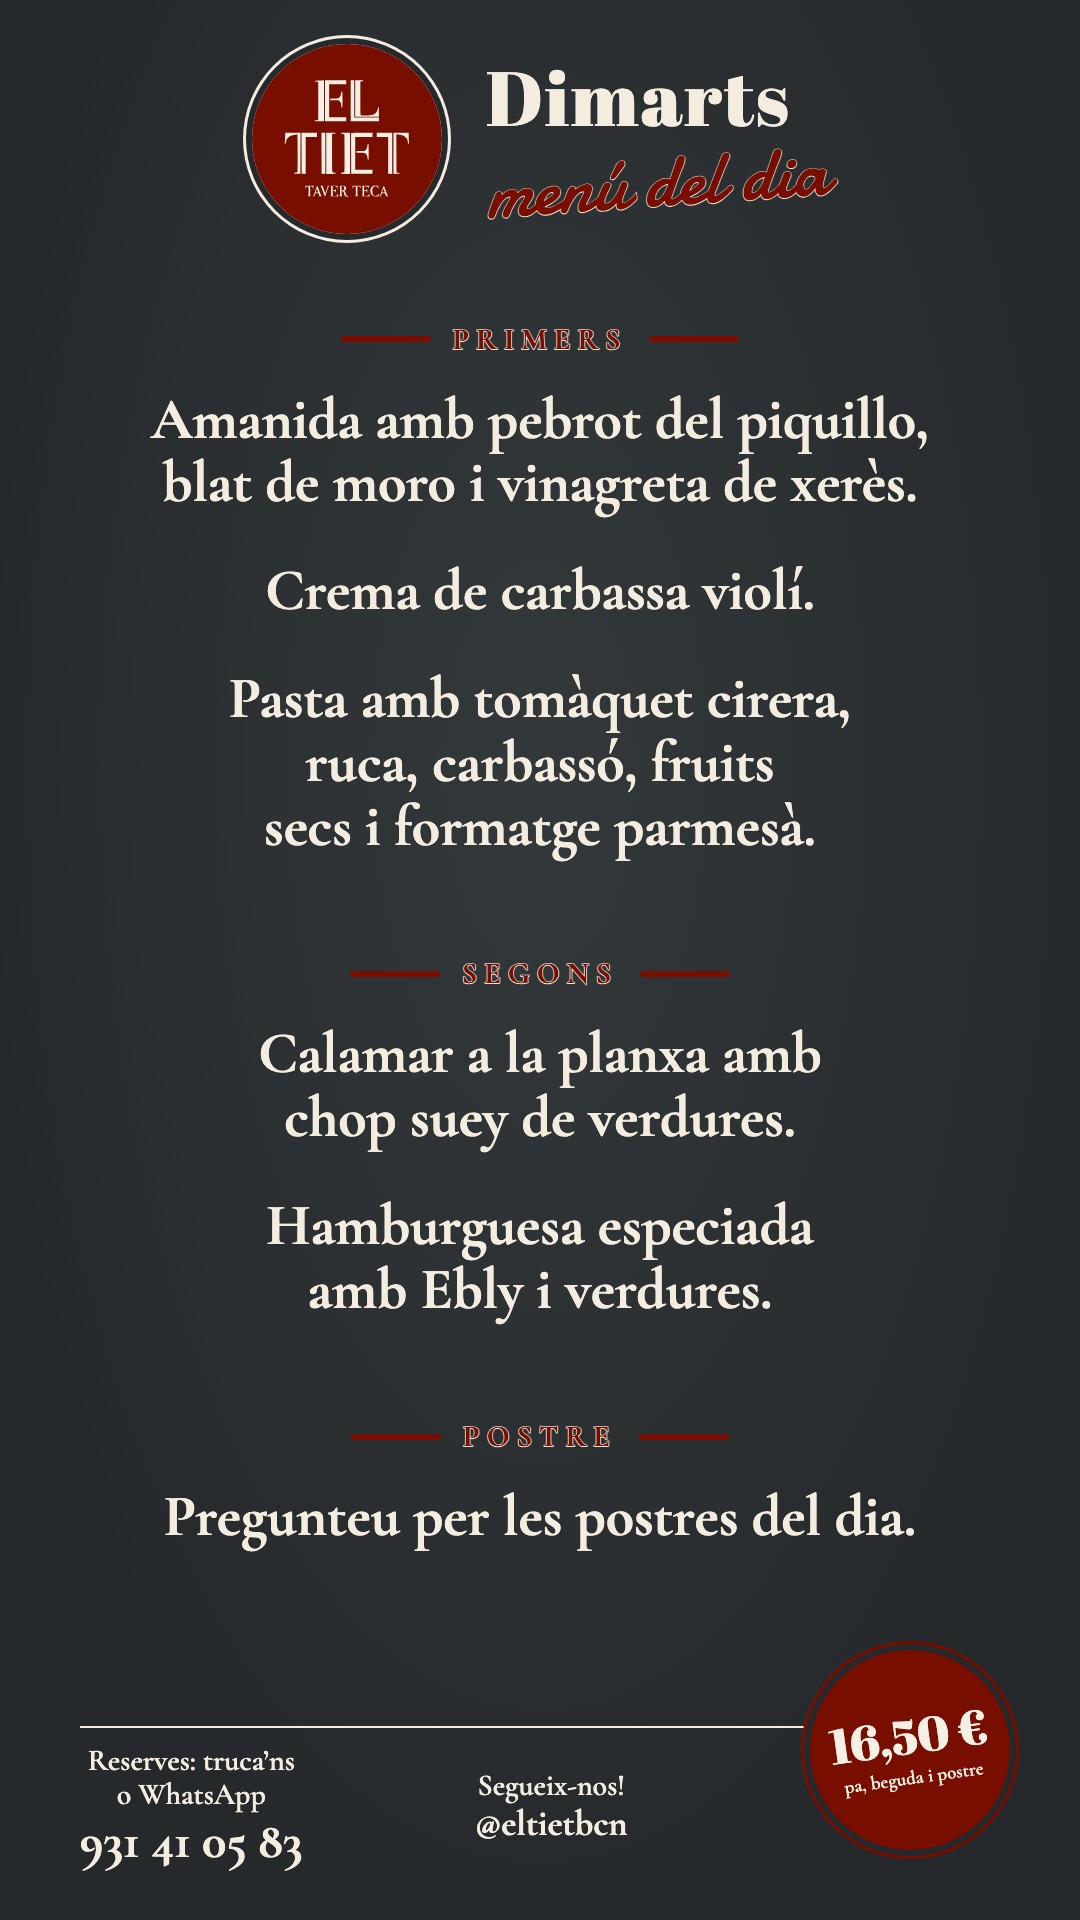 EL
TIET
TAVER TECA
Dimarts
menú del dia
PRIMERS
Amanida amb pebrot del piquillo,
blat de moro i vinagreta de xerès.
Crema de carbassa violí.
Pasta amb tomàquet cirera,
ruca, carbassó, fruits
secs i formatge parmesà.
SEGONS
Calamar a la planxa amb
chop suey de verdures.
Hamburguesa especiada
amb Ebly i verdures.
POSTRE
Pregunteu per les postres del dia.
16,50 €
pa, beguda i postre
Reserves: truca’ns
o WhatsApp
931 41 05 83
Segueix-nos!
@eltietbcn